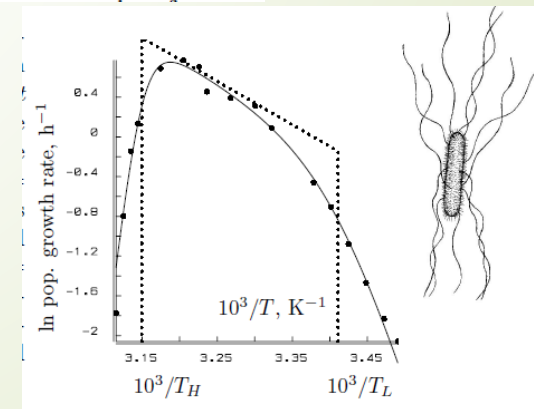 ln pop. growth rate, h⁻¹
0.4
0
-0.4
-0.8
-1.2
-1.6
-2
10³/T, K⁻¹
3.15 3.25 3.35 3.45
10³/T_H 10³/T_L